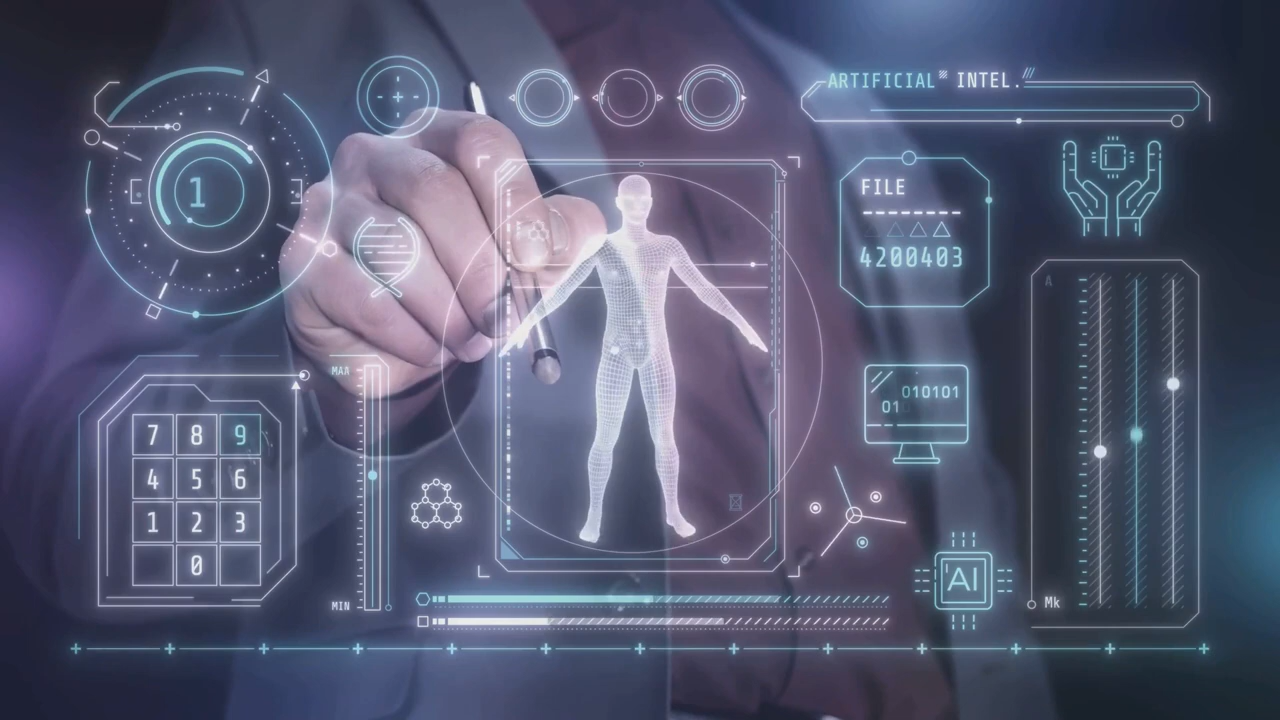 ARTIFICIAL INTEL.
1
FILE
4200403
A
MAX
7 8 9
4 5 6
1 2 3
0
MIN
010101
01
AI
Mk